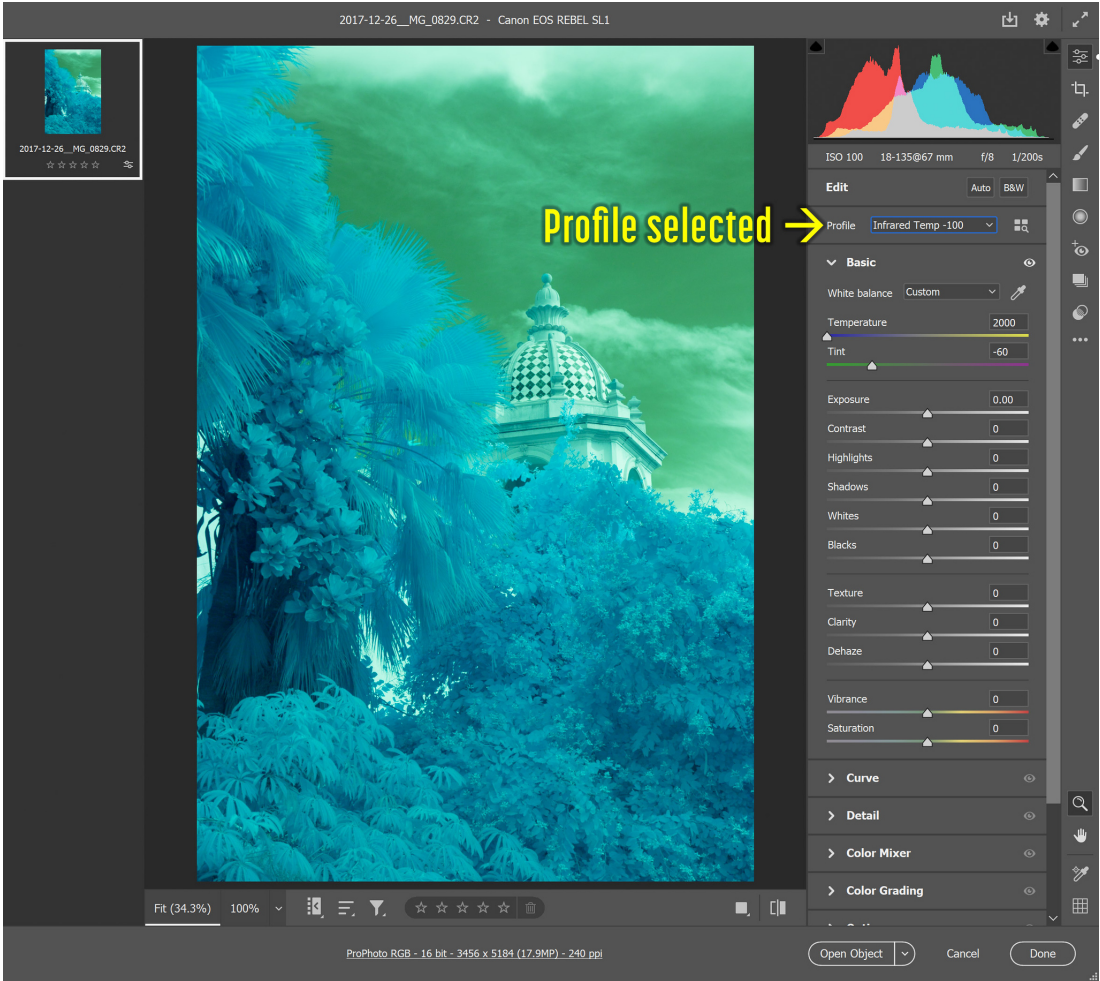 2017-12-26__MG_0829.CR2 - Canon EOS REBEL SL1
2017-12-26__MG_0829.CR2
ISO 100 18-135@67 mm f/8 1/200s
Edit Auto B&W
Profile selected → Profile Infrared Temp -100
Basic
White balance Custom
Temperature 2000
Tint -60
Exposure 0.00
Contrast 0
Highlights 0
Shadows 0
Whites 0
Blacks 0
Texture 0
Clarity 0
Dehaze 0
Vibrance 0
Saturation 0
Curve
Detail
Color Mixer
Color Grading
Fit (34.3%) 100%
ProPhoto RGB - 16 bit - 3456 x 5184 (17.9MP) - 240 ppi
Open Object Cancel Done